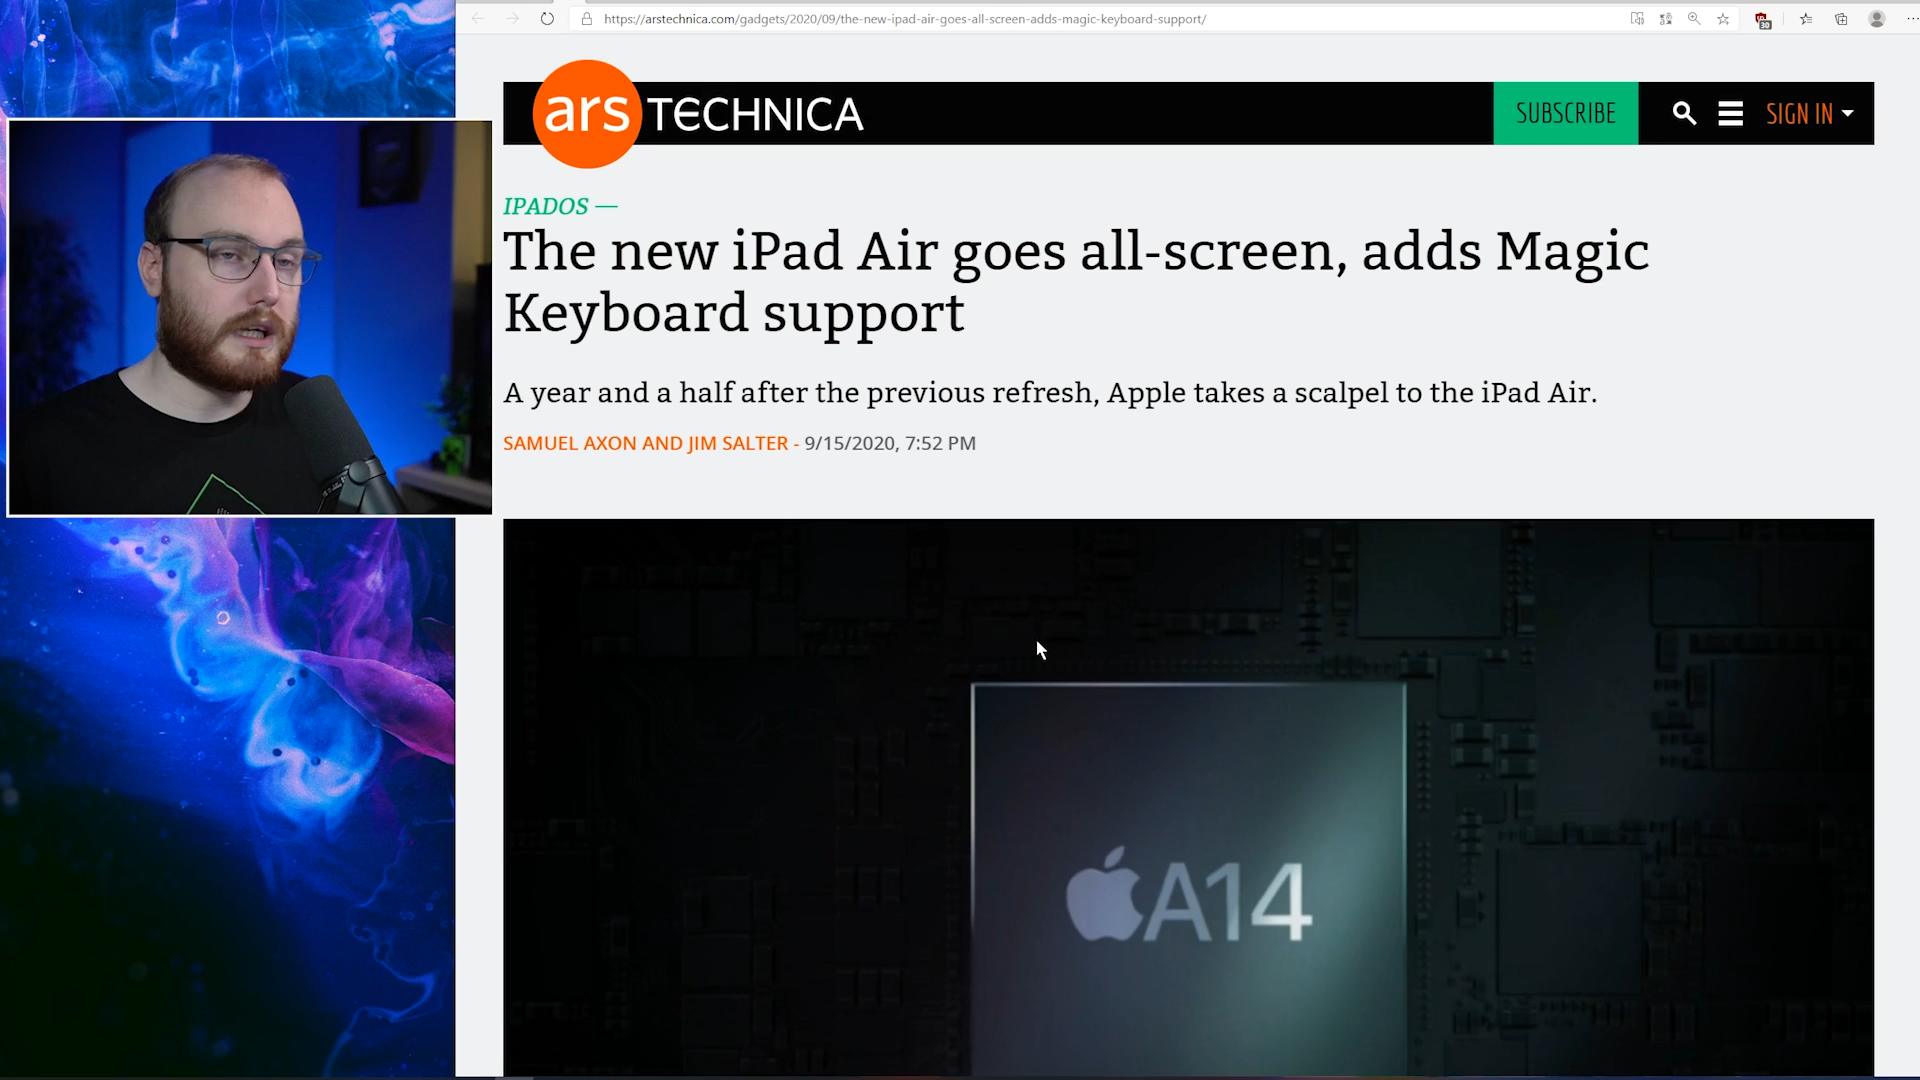 https://arstechnica.com/gadgets/2020/09/the-new-ipad-air-goes-all-screen-adds-magic-keyboard-support/
30
ars TECHNICA
SUBSCRIBE
SIGN IN
IPADOS —
The new iPad Air goes all-screen, adds Magic
Keyboard support
A year and a half after the previous refresh, Apple takes a scalpel to the iPad Air.
SAMUEL AXON AND JIM SALTER - 9/15/2020, 7:52 PM
A14